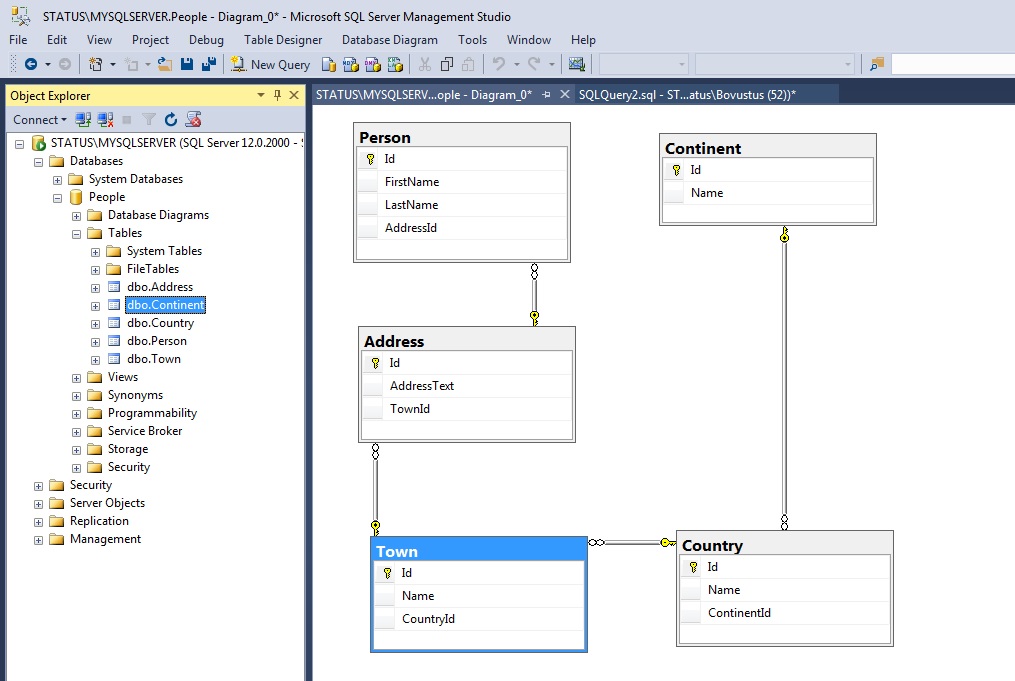 STATUS\MYSQLSERVER.People - Diagram_0* - Microsoft SQL Server Management Studio
File Edit View Project Debug Table Designer Database Diagram Tools Window Help
New Query
Object Explorer
Connect
STATUS\MYSQLSERVER (SQL Server 12.0.2000 -
Databases
System Databases
People
Database Diagrams
Tables
System Tables
FileTables
dbo.Address
dbo.Continent
dbo.Country
dbo.Person
dbo.Town
Views
Synonyms
Programmability
Service Broker
Storage
Security
Security
Server Objects
Replication
Management
STATUS\MYSQLSERV...ople - Diagram_0* SQLQuery2.sql - ST...atus\Bovustus (52))*
Person
Id
FirstName
LastName
AddressId
Continent
Id
Name
Address
Id
AddressText
TownId
Town
Id
Name
CountryId
Country
Id
Name
ContinentId